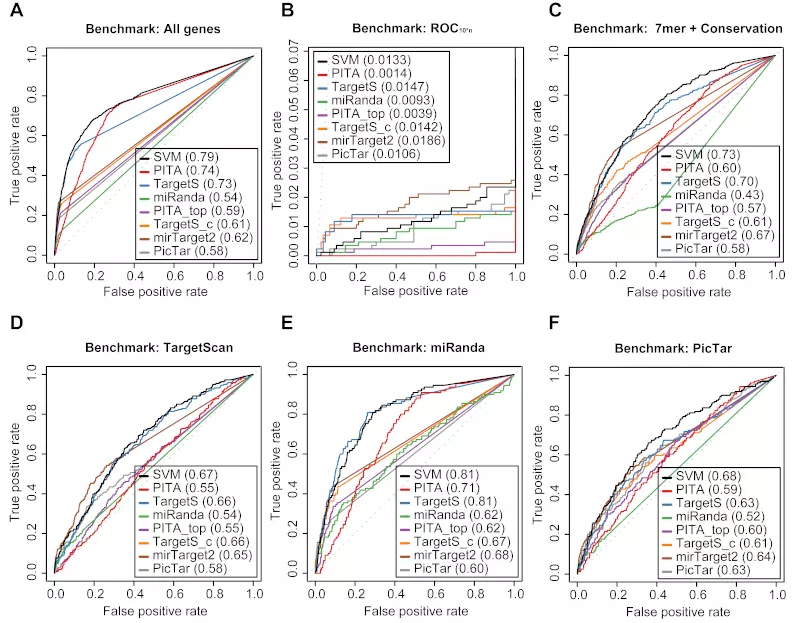 A
Benchmark: All genes
True positive rate
1.0
0.8
0.6
0.4
0.2
0.0
SVM (0.79)
PITA (0.74)
TargetS (0.73)
miRanda (0.54)
PITA_top (0.59)
TargetS_c (0.61)
mirTarget2 (0.62)
PicTar (0.58)
0.0 0.2 0.4 0.6 0.8 1.0
False positive rate
B
Benchmark: ROC10*n
True positive rate
0.07
0.06
0.05
0.04
0.03
0.02
0.01
0.00
SVM (0.0133)
PITA (0.0014)
TargetS (0.0147)
miRanda (0.0093)
PITA_top (0.0039)
TargetS_c (0.0142)
mirTarget2 (0.0186)
PicTar (0.0106)
0.0 0.2 0.4 0.6 0.8 1.0
False positive rate
C
Benchmark: 7mer + Conservation
True positive rate
1.0
0.8
0.6
0.4
0.2
0.0
SVM (0.73)
PITA (0.60)
TargetS (0.70)
miRanda (0.43)
PITA_top (0.57)
TargetS_c (0.61)
mirTarget2 (0.67)
PicTar (0.58)
0.0 0.2 0.4 0.6 0.8 1.0
False positive rate
D
Benchmark: TargetScan
True positive rate
1.0
0.8
0.6
0.4
0.2
0.0
SVM (0.67)
PITA (0.55)
TargetS (0.66)
miRanda (0.54)
PITA_top (0.55)
TargetS_c (0.66)
mirTarget2 (0.65)
PicTar (0.58)
0.0 0.2 0.4 0.6 0.8 1.0
False positive rate
E
Benchmark: miRanda
True positive rate
1.0
0.8
0.6
0.4
0.2
0.0
SVM (0.81)
PITA (0.71)
TargetS (0.81)
miRanda (0.62)
PITA_top (0.62)
TargetS_c (0.67)
mirTarget2 (0.68)
PicTar (0.60)
0.0 0.2 0.4 0.6 0.8 1.0
False positive rate
F
Benchmark: PicTar
True positive rate
1.0
0.8
0.6
0.4
0.2
0.0
SVM (0.68)
PITA (0.59)
TargetS (0.63)
miRanda (0.52)
PITA_top (0.60)
TargetS_c (0.61)
mirTarget2 (0.64)
PicTar (0.63)
0.0 0.2 0.4 0.6 0.8 1.0
False positive rate